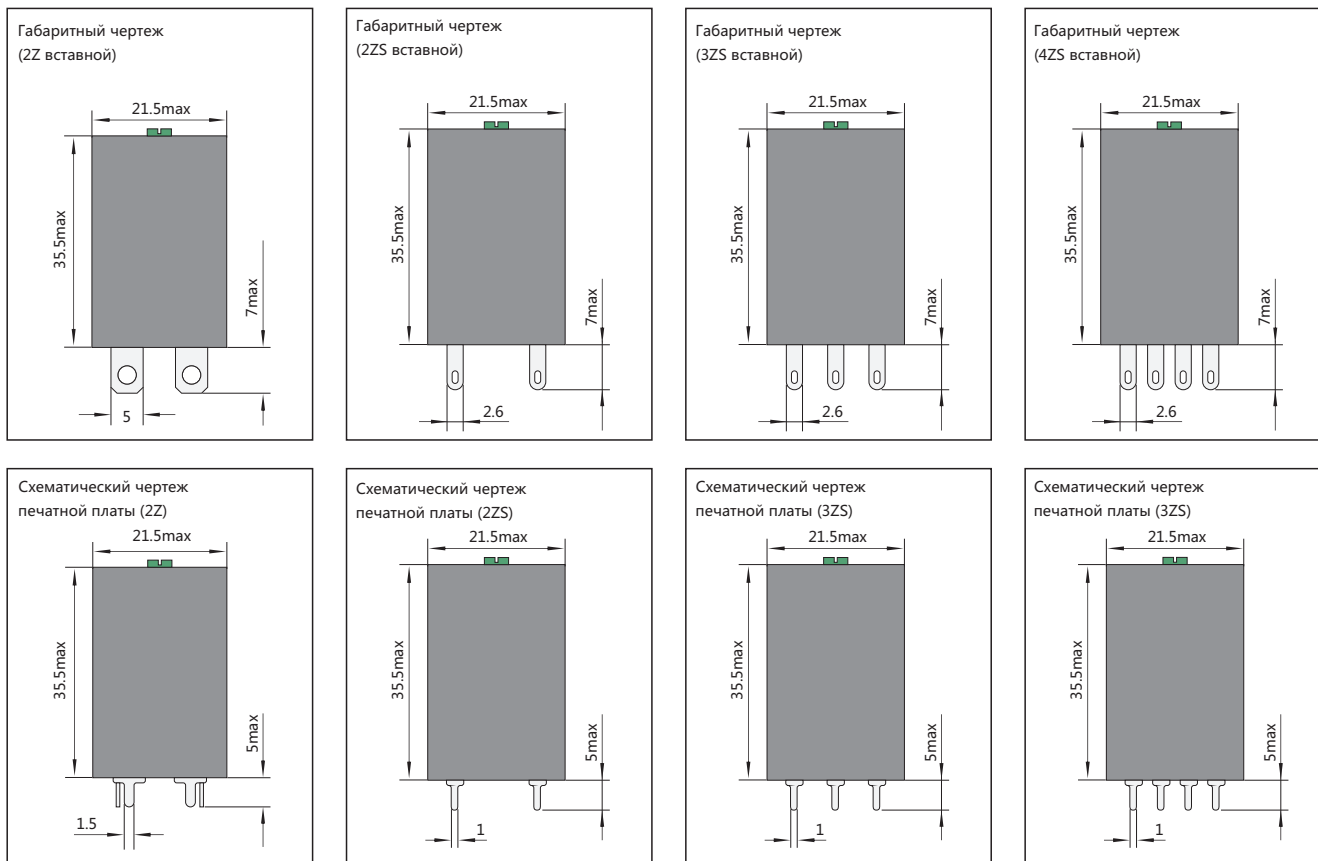 Габаритный чертеж
(2Z вставной)
21.5max
35.5max
7max
5
Габаритный чертеж
(2ZS вставной)
21.5max
35.5max
7max
2.6
Габаритный чертеж
(3ZS вставной)
21.5max
35.5max
7max
2.6
Габаритный чертеж
(4ZS вставной)
21.5max
35.5max
7max
2.6
Схематический чертеж
печатной платы (2Z)
21.5max
35.5max
5max
1.5
Схематический чертеж
печатной платы (2ZS)
21.5max
35.5max
5max
1
Схематический чертеж
печатной платы (3ZS)
21.5max
35.5max
5max
1
Схематический чертеж
печатной платы (3ZS)
21.5max
35.5max
5max
1